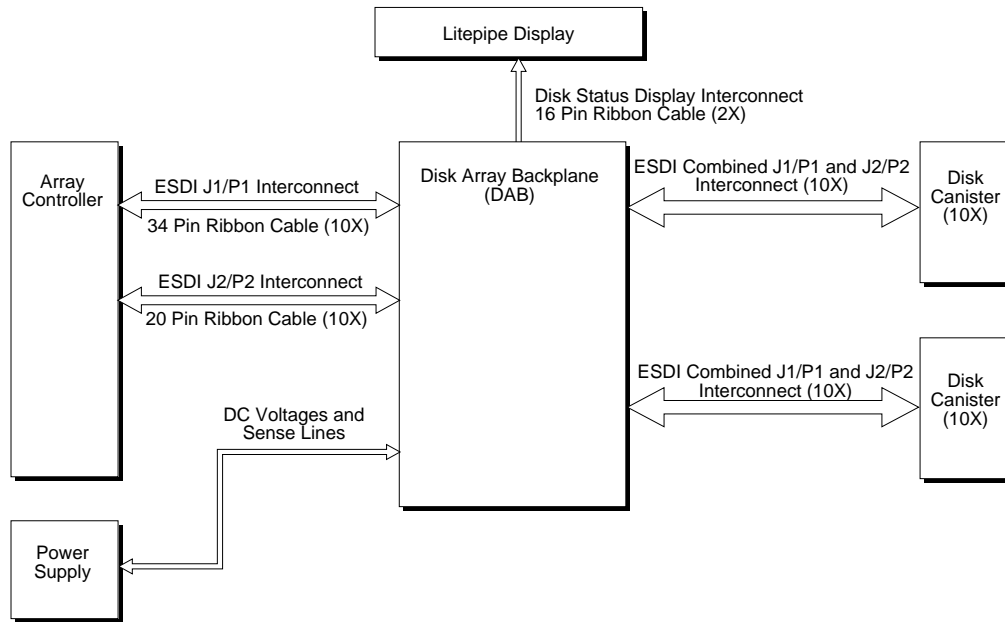 Litepipe Display
Disk Status Display Interconnect
16 Pin Ribbon Cable (2X)
Array
Controller
ESDI J1/P1 Interconnect
34 Pin Ribbon Cable (10X)
ESDI J2/P2 Interconnect
20 Pin Ribbon Cable (10X)
Disk Array Backplane
(DAB)
ESDI Combined J1/P1 and J2/P2
Interconnect (10X)
Disk
Canister
(10X)
ESDI Combined J1/P1 and J2/P2
Interconnect (10X)
Disk
Canister
(10X)
DC Voltages and
Sense Lines
Power
Supply